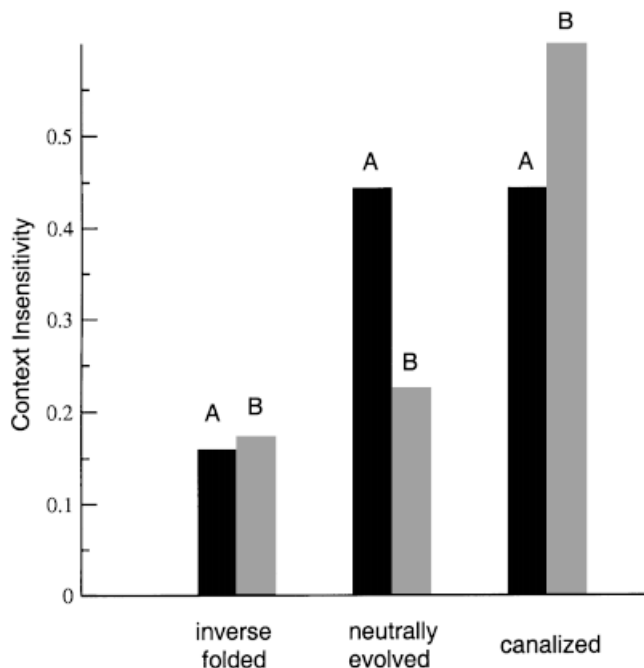 B
0.5
A
A
0.4
Context Insensitivity
0.3
B
0.2
A
B
0.1
0
inverse
folded
neutrally
evolved
canalized